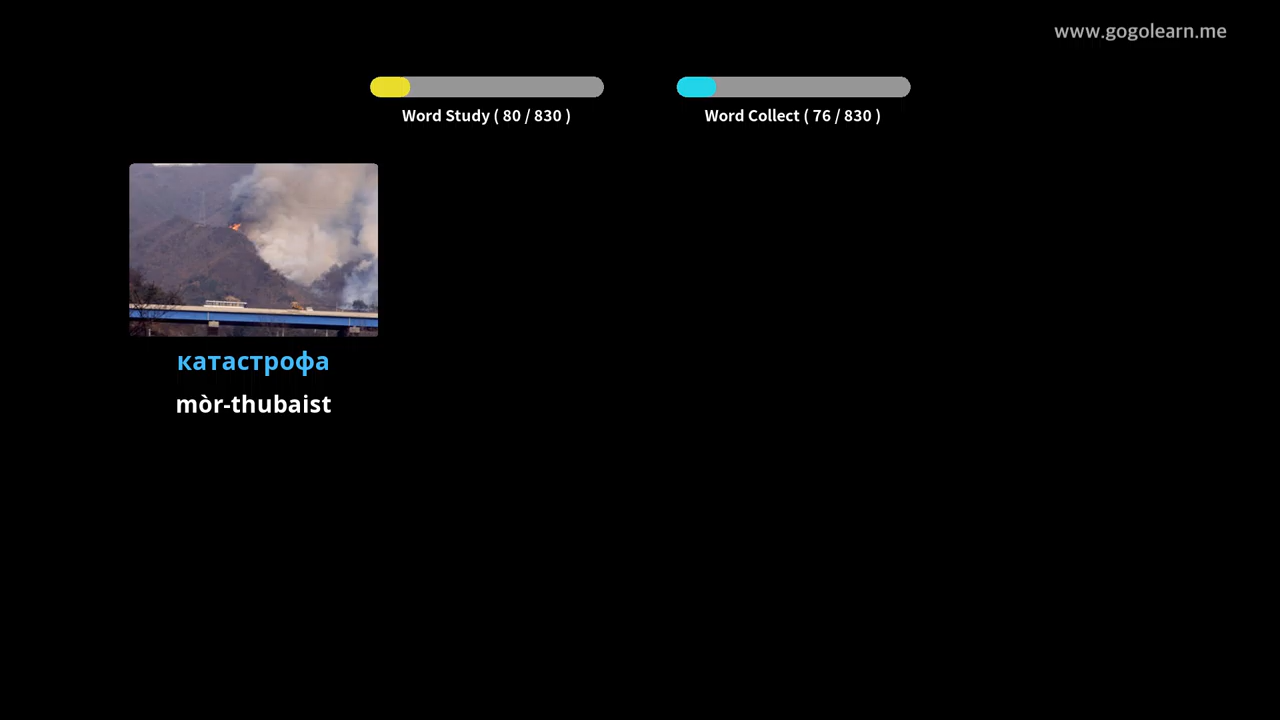 www.gogolearn.me
Word Study ( 80 / 830 )
Word Collect ( 76 / 830 )
катастрофа
mòr-thubaist